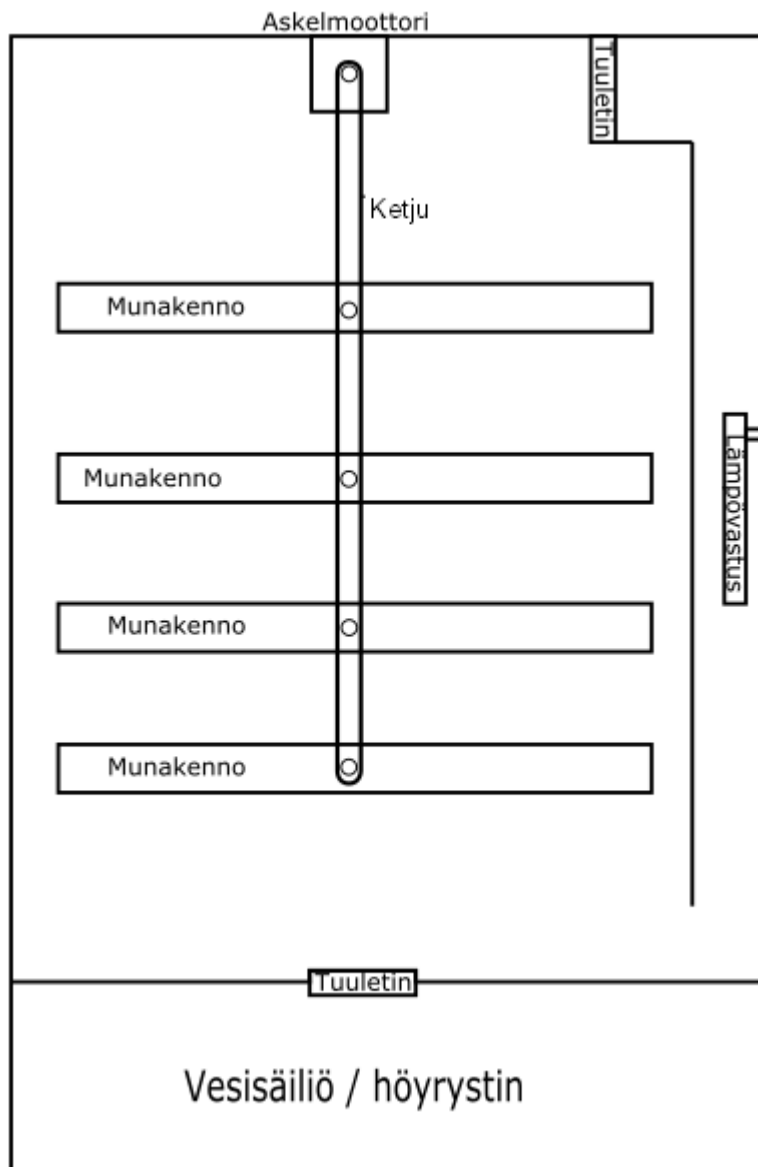 Askelmoottori
Tuuletin
Ketju
Munakenno
Munakenno
Lämpövastus
Munakenno
Munakenno
Tuuletin
Vesisäiliö / höyrystin